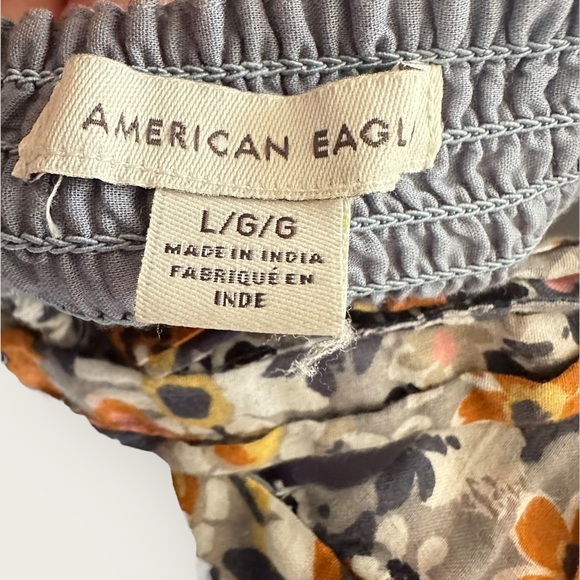 AMERICAN EAGL
L/G/G
MADE IN INDIA
FABRIQUÉ EN
INDE